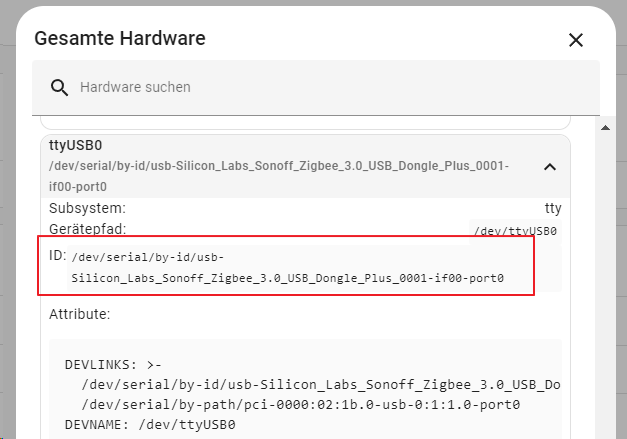 Gesamte Hardware
Hardware suchen
ttyUSB0
/dev/serial/by-id/usb-Silicon_Labs_Sonoff_Zigbee_3.0_USB_Dongle_Plus_0001-
if00-port0
Subsystem: tty
Gerätepfad: /dev/ttyUSB0
ID: /dev/serial/by-id/usb-
Silicon_Labs_Sonoff_Zigbee_3.0_USB_Dongle_Plus_0001-if00-port0
Attribute:
DEVLINKS: >-
/dev/serial/by-id/usb-Silicon_Labs_Sonoff_Zigbee_3.0_USB_Do
/dev/serial/by-path/pci-0000:02:1b.0-usb-0:1:1.0-port0
DEVNAME: /dev/ttyUSB0